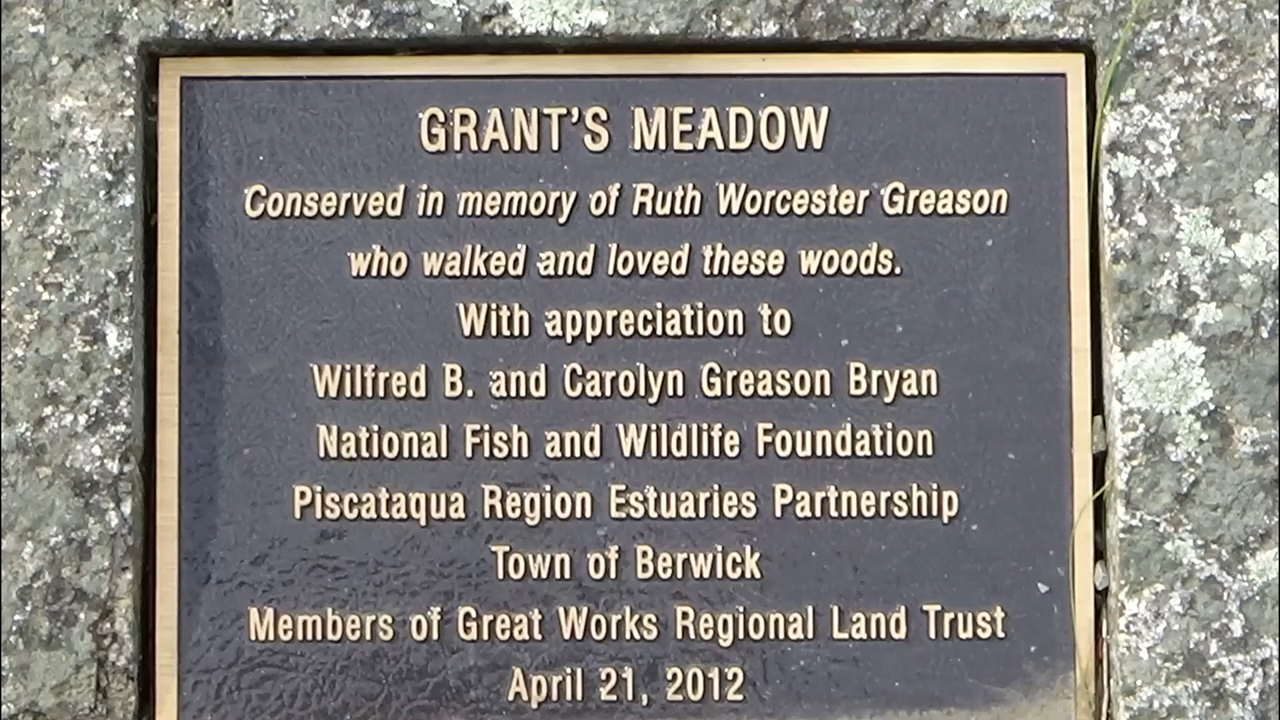 GRANT'S MEADOW
Conserved in memory of Ruth Worcester Greason
who walked and loved these woods.
With appreciation to
Wilfred B. and Carolyn Greason Bryan
National Fish and Wildlife Foundation
Piscataqua Region Estuaries Partnership
Town of Berwick
Members of Great Works Regional Land Trust
April 21, 2012